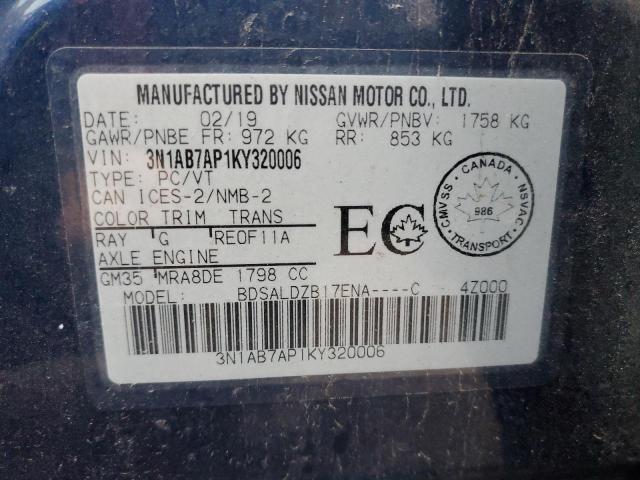 MANUFACTURED BY NISSAN MOTOR CO., LTD.
DATE: 02/19 GVWR/PNBV: 1758 KG
GAWR/PNBE FR: 972 KG RR: 853 KG
VIN: 3N1AB7AP1KY320006
TYPE: PC/VT
CAN ICES-2/NMB-2
COLOR TRIM TRANS
RAY G RE0F11A
AXLE ENGINE
GM35 MRA8DE 1798 CC
MODEL: BDSALDZB17ENA----C 4Z000
3N1AB7AP1KY320006
EC
CANADA
CMVSS
NSVAC
986
TRANSPORT